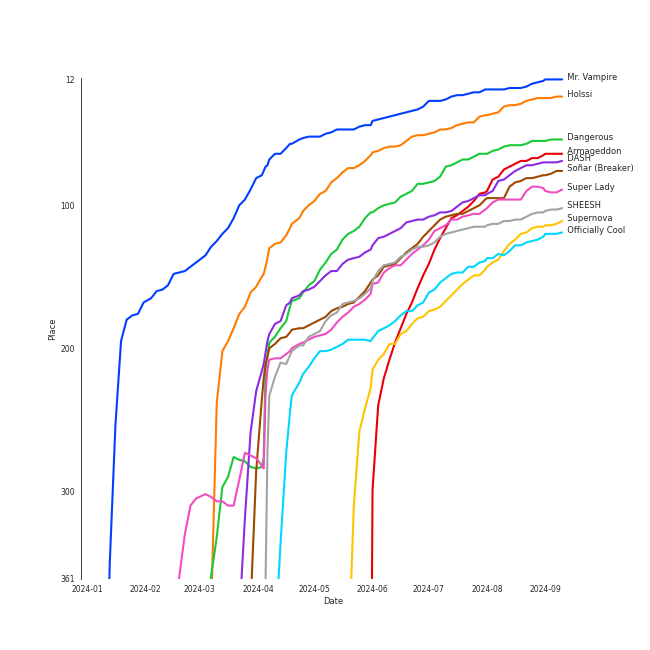 12
Mr. Vampire
Holssi
Dangerous
Armageddon
DASH
Soñar (Breaker)
Super Lady
100
SHEESH
Supernova
Officially Cool
Place
200
300
361
2024-01 2024-02 2024-03 2024-04 2024-05 2024-06 2024-07 2024-08 2024-09
Date